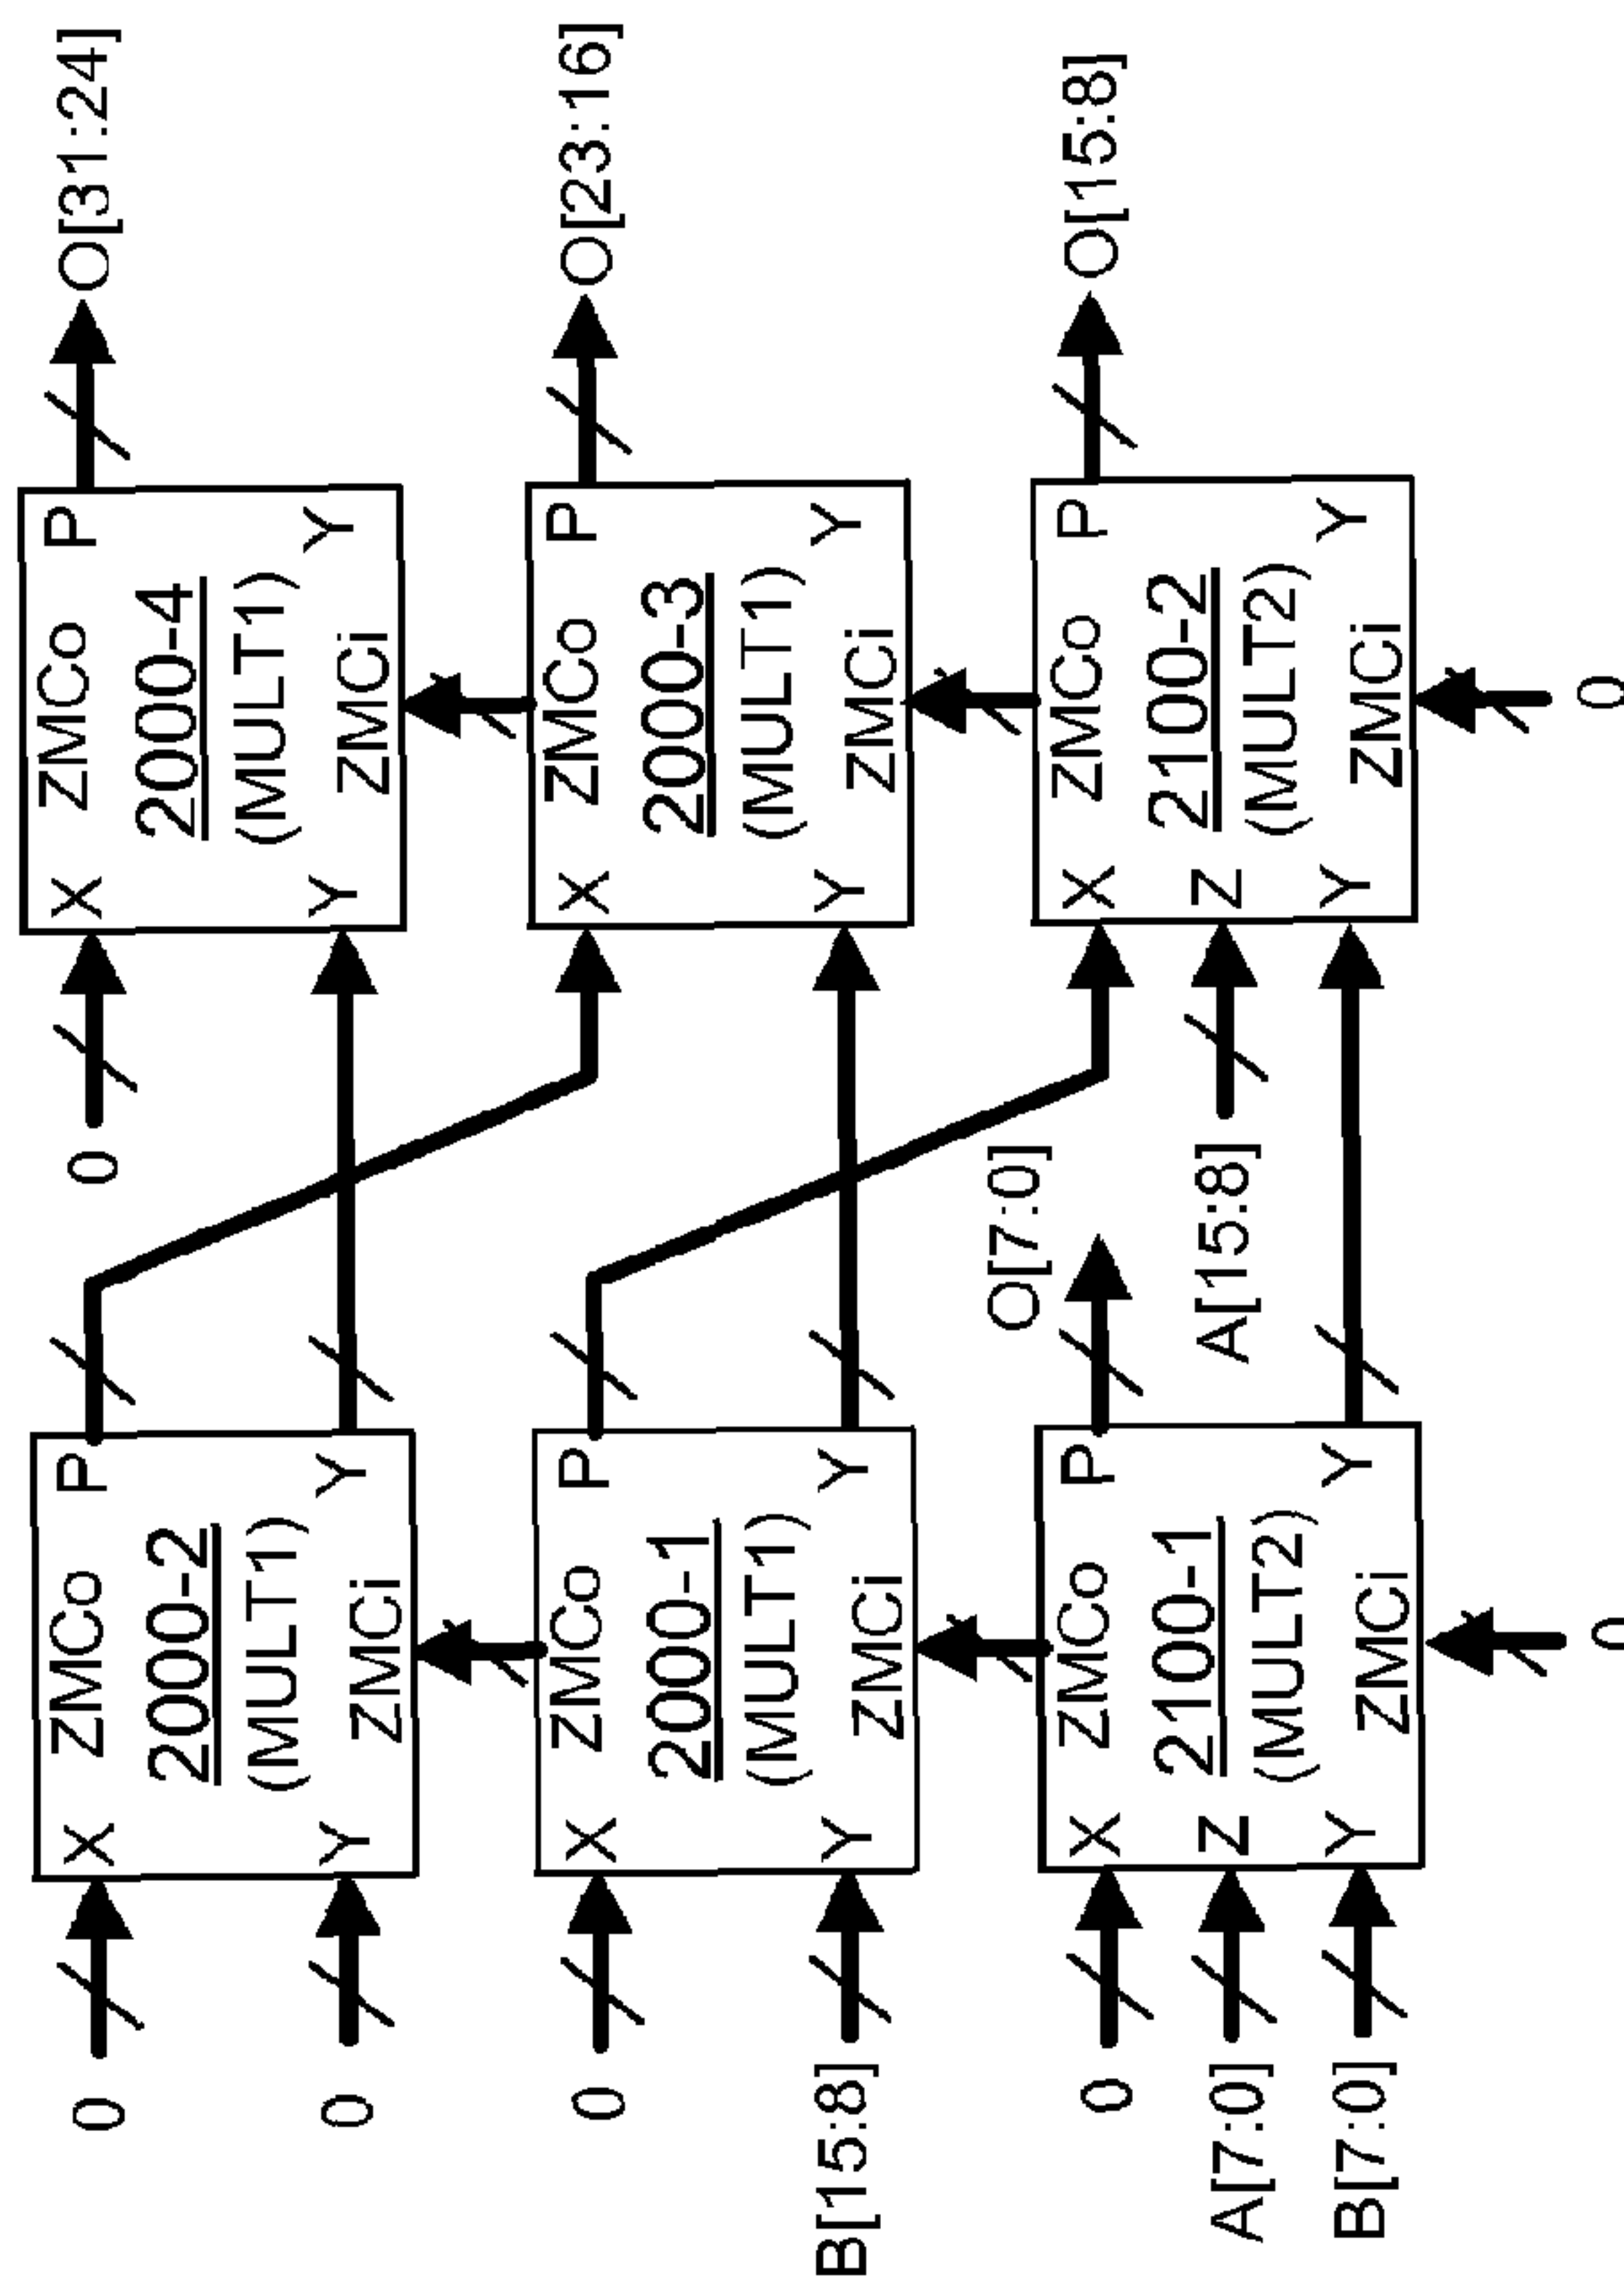 0 X ZMCo P 0 X ZMCo P O[31:24]
2000-2 2000-4
(MULT1) (MULT1)
0 Y Y Y Y
ZMCi ZMCi
0 X ZMCo P X ZMCo P O[23:16]
2000-1 2000-3
(MULT1) (MULT1)
B[15:8] Y Y Y Y
ZMCi ZMCi
O[7:0]
0 X ZMCo P X ZMCo P O[15:8]
2100-1 2100-2
A[7:0] Z A[15:8] Z
(MULT2) (MULT2)
B[7:0] Y Y Y Y
ZMCi ZMCi
0 0